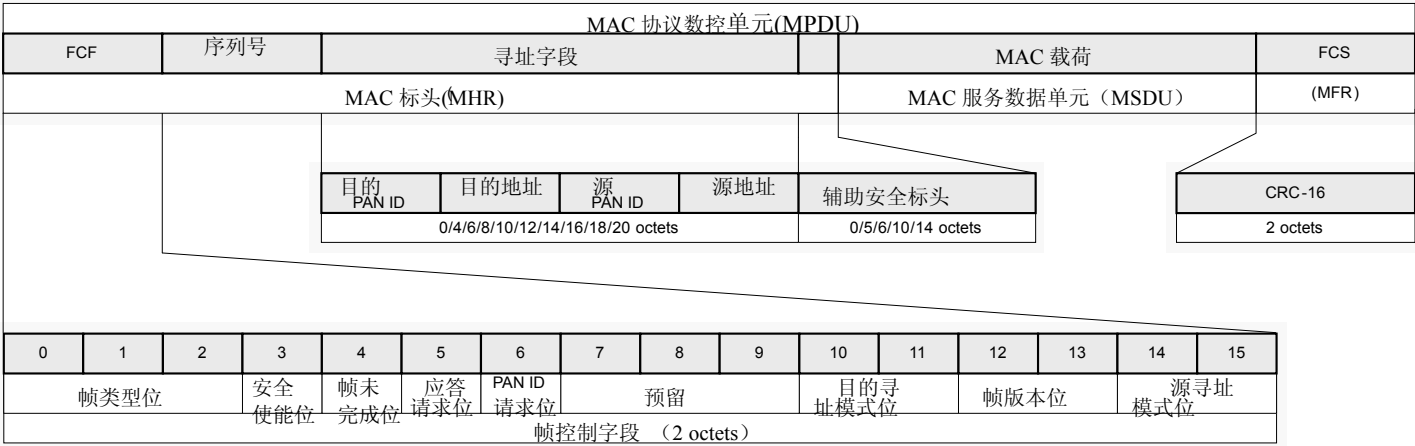 MAC 协议数控单元(MPDU)
FCF 序列号 寻址字段 MAC 载荷 FCS
MAC 标头(MHR) MAC 服务数据单元（MSDU） (MFR)
目的 PAN ID 目的地址 源 PAN ID 源地址 辅助安全标头 CRC-16
0/4/6/8/10/12/14/16/18/20 octets 0/5/6/10/14 octets 2 octets
0 1 2 3 4 5 6 7 8 9 10 11 12 13 14 15
帧类型位 安全 帧未 应答 PAN ID 预留 目的寻 帧版本位 源寻址
使能位 完成位 请求位 请求位 址模式位 模式位
帧控制字段 （2 octets）